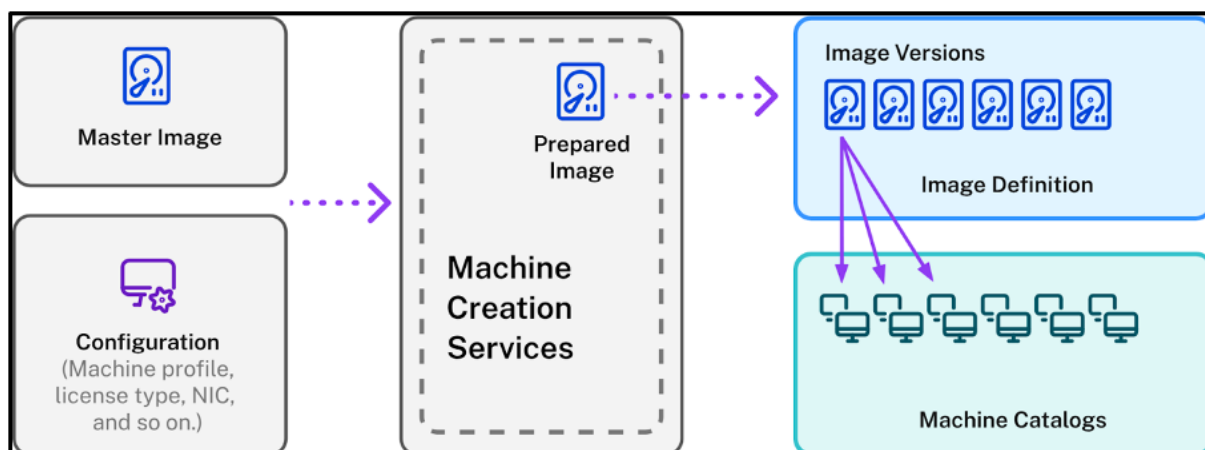 Master Image
Configuration
(Machine profile,
license type, NIC,
and so on.)
Prepared
Image
Machine
Creation
Services
Image Versions
Image Definition
Machine Catalogs